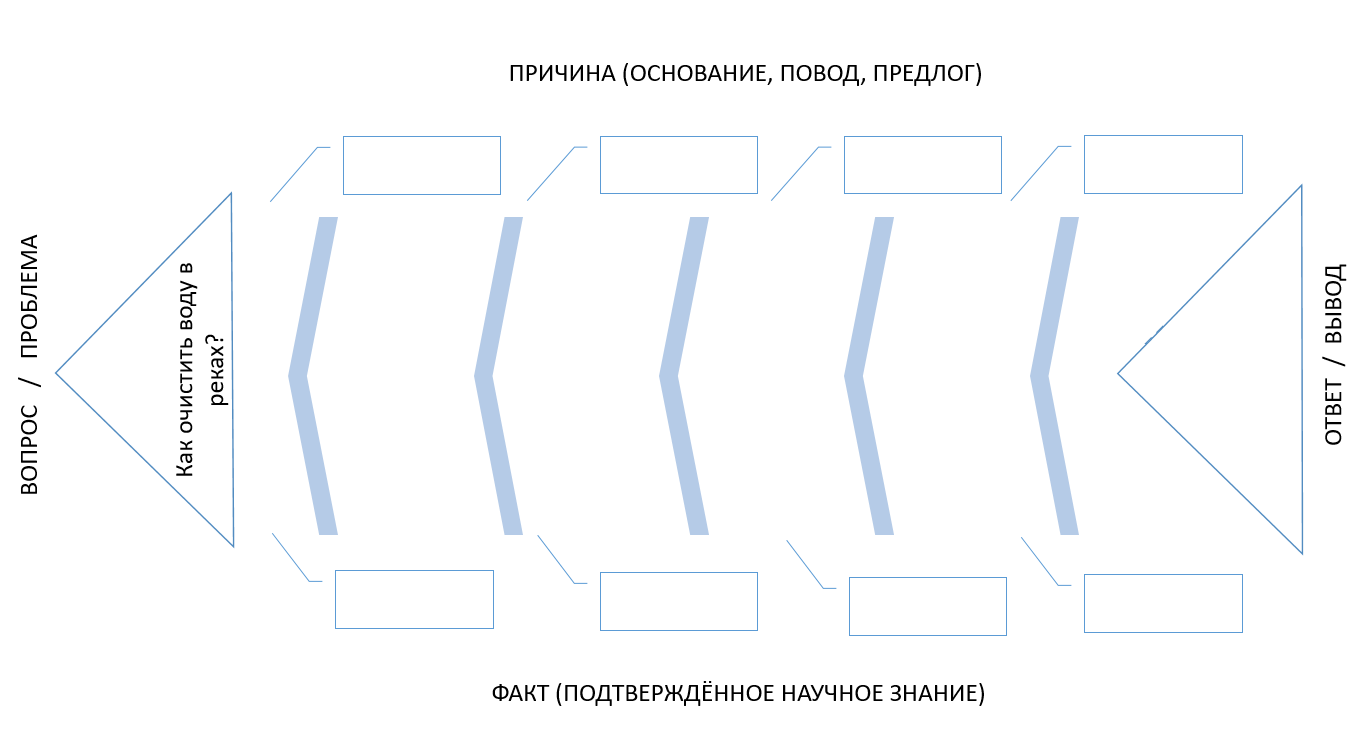 ПРИЧИНА (ОСНОВАНИЕ, ПОВОД, ПРЕДЛОГ)
ВОПРОС / ПРОБЛЕМА
Как очистить воду в
реках?
ОТВЕТ / ВЫВОД
ФАКТ (ПОДТВЕРЖДЁННОЕ НАУЧНОЕ ЗНАНИЕ)